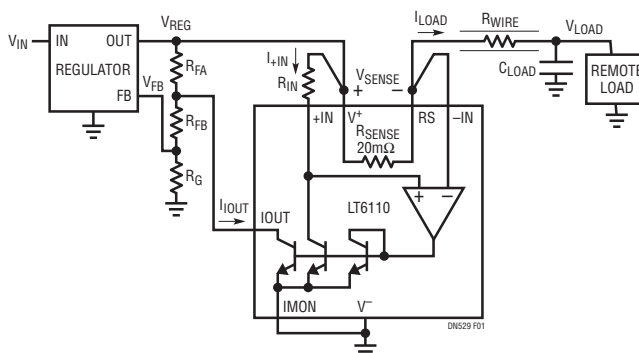 VIN
IN
OUT
REGULATOR
FB
VREG
VFB
RFA
RFB
RG
I+IN
RIN
+
VSENSE
–
ILOAD
RWIRE
VLOAD
CLOAD
REMOTE
LOAD
+IN
V+
RS
–IN
RSENSE
20mΩ
IIOUT
IOUT
LT6110
+
–
IMON
V–
DN529 F01